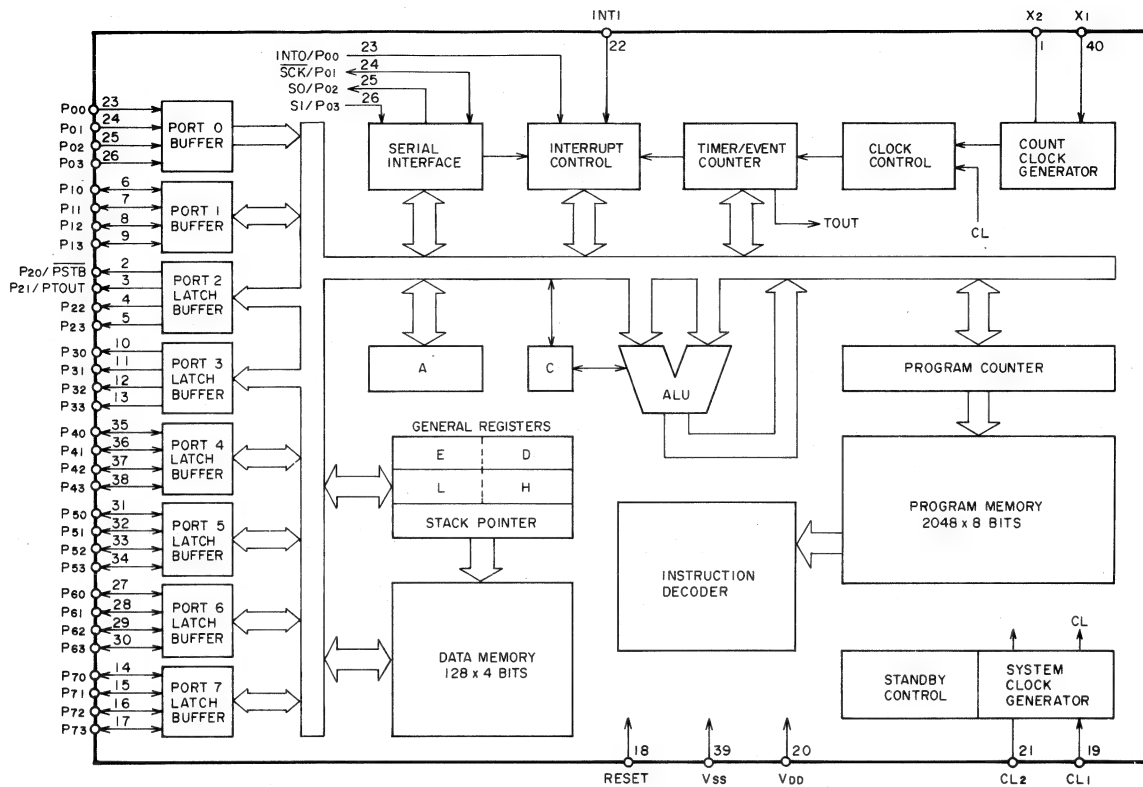 INT1
22
X2
1
X1
40
INT0/P00 23
SCK/P01 24
S0/P02 25
SI/P03 26
P00 23
P01 24
P02 25
P03 26
PORT 0
BUFFER
SERIAL
INTERFACE
INTERRUPT
CONTROL
TIMER/EVENT
COUNTER
CLOCK
CONTROL
COUNT
CLOCK
GENERATOR
TOUT
CL
P10 6
P11 7
P12 8
P13 9
PORT 1
BUFFER
P20/PSTB 2
P21/PTOUT 3
P22 4
P23 5
PORT 2
LATCH
BUFFER
P30 10
P31 11
P32 12
P33 13
PORT 3
LATCH
BUFFER
A
C
ALU
PROGRAM COUNTER
P40 35
P41 36
P42 37
P43 38
PORT 4
LATCH
BUFFER
GENERAL REGISTERS
E D
L H
STACK POINTER
PROGRAM MEMORY
2048 x 8 BITS
P50 31
P51 32
P52 33
P53 34
PORT 5
LATCH
BUFFER
INSTRUCTION
DECODER
P60 27
P61 28
P62 29
P63 30
PORT 6
LATCH
BUFFER
DATA MEMORY
128 x 4 BITS
CL
STANDBY
CONTROL
SYSTEM
CLOCK
GENERATOR
P70 14
P71 15
P72 16
P73 17
PORT 7
LATCH
BUFFER
18
RESET
39
VSS
20
VDD
21
CL2
19
CL1